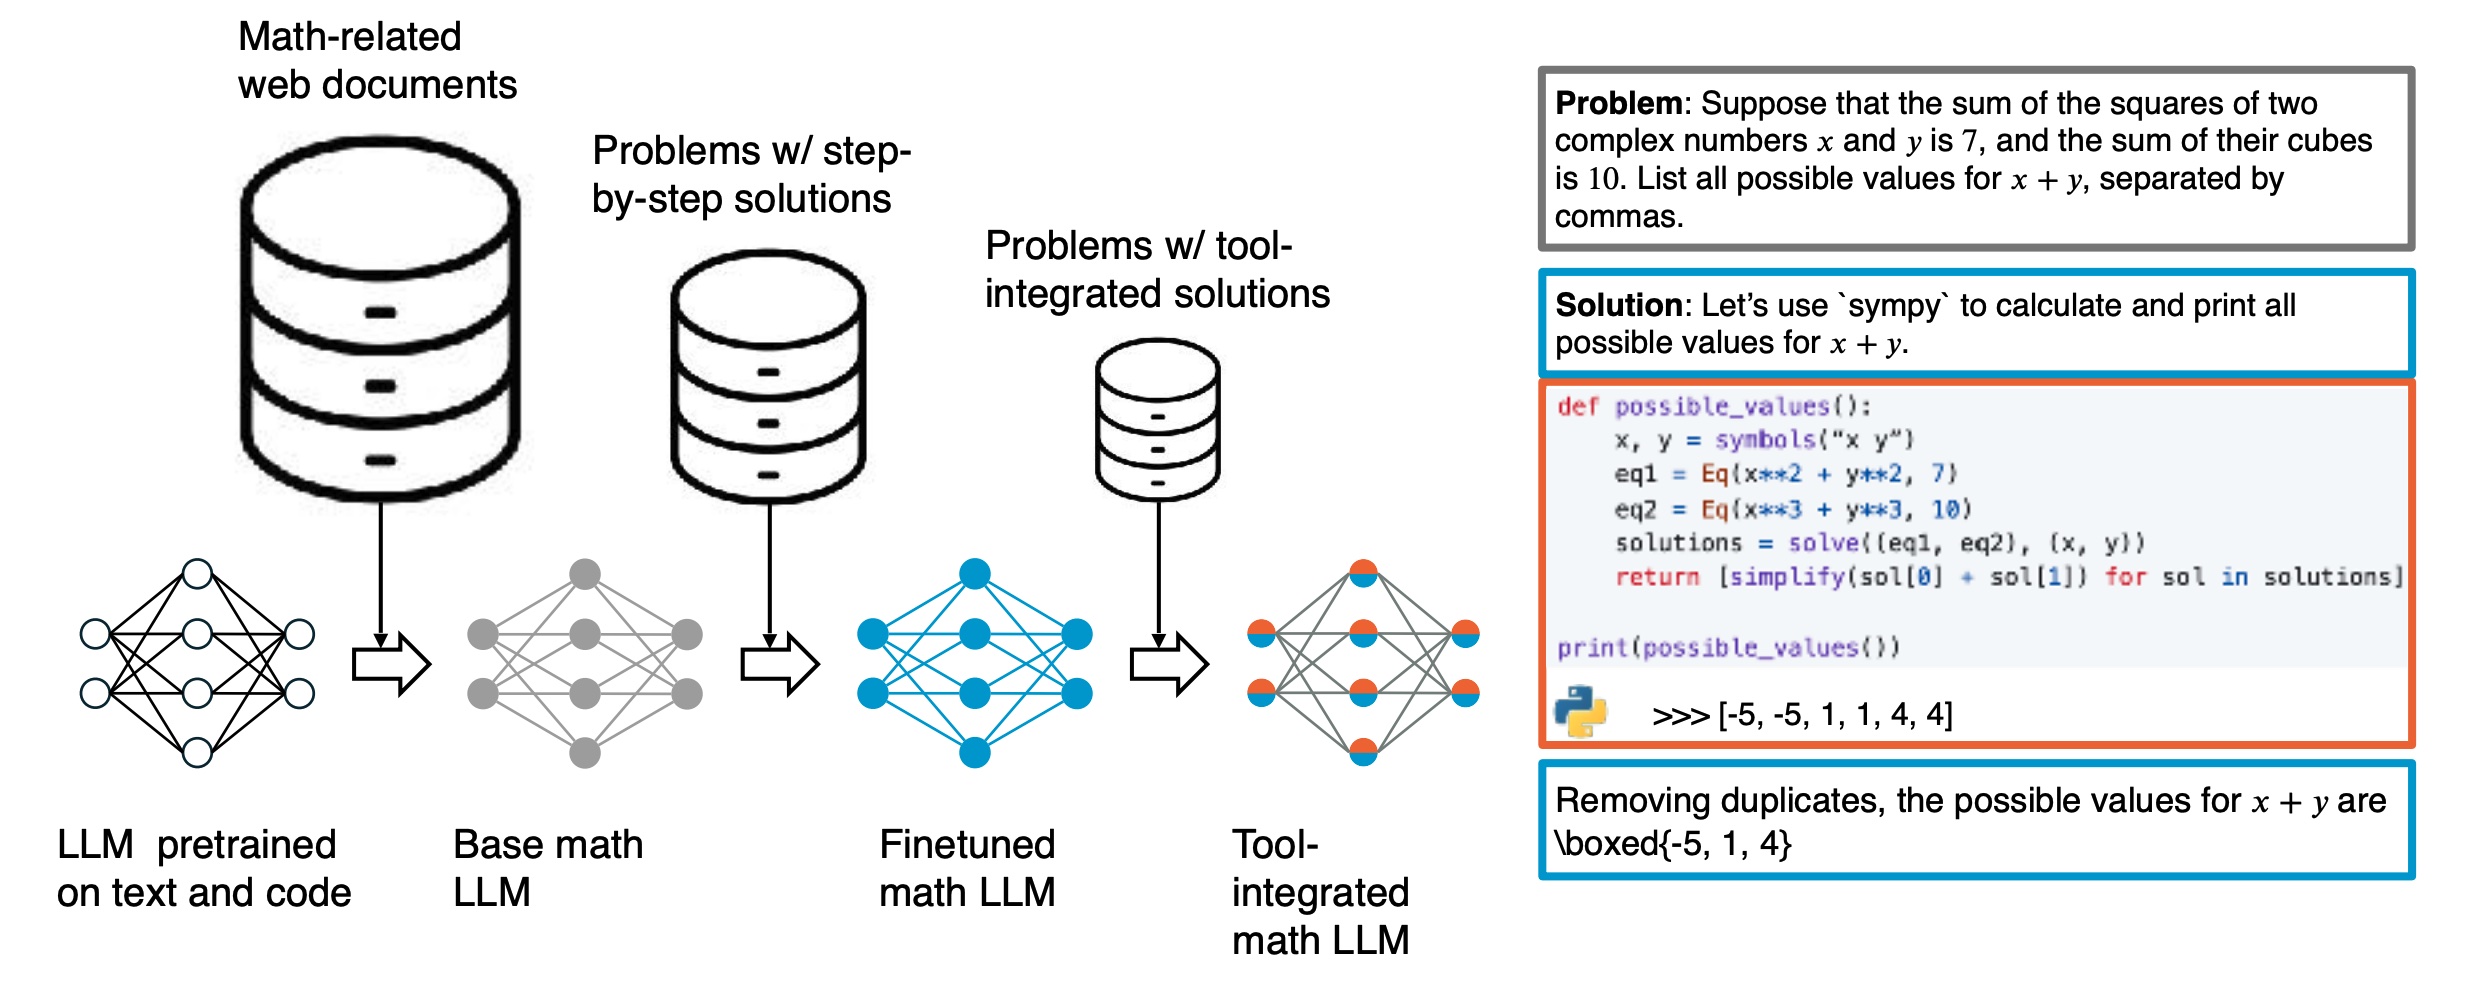 Math-related
web documents
Problems w/ step-
by-step solutions
Problems w/ tool-
integrated solutions
LLM  pretrained
on text and code
Base math
LLM
Finetuned
math LLM
Tool-
integrated
math LLM
Problem: Suppose that the sum of the squares of two
complex numbers x and y is 7, and the sum of their cubes
is 10. List all possible values for x + y, separated by
commas.
Solution: Let’s use `sympy` to calculate and print all
possible values for x + y.
def possible_values():
    x, y = symbols(“x y”)
    eq1 = Eq(x**2 + y**2, 7)
    eq2 = Eq(x**3 + y**3, 10)
    solutions = solve((eq1, eq2), (x, y))
    return [simplify(sol[0] + sol[1]) for sol in solutions]
print(possible_values())
>>> [-5, -5, 1, 1, 4, 4]
Removing duplicates, the possible values for x + y are
\boxed{-5, 1, 4}